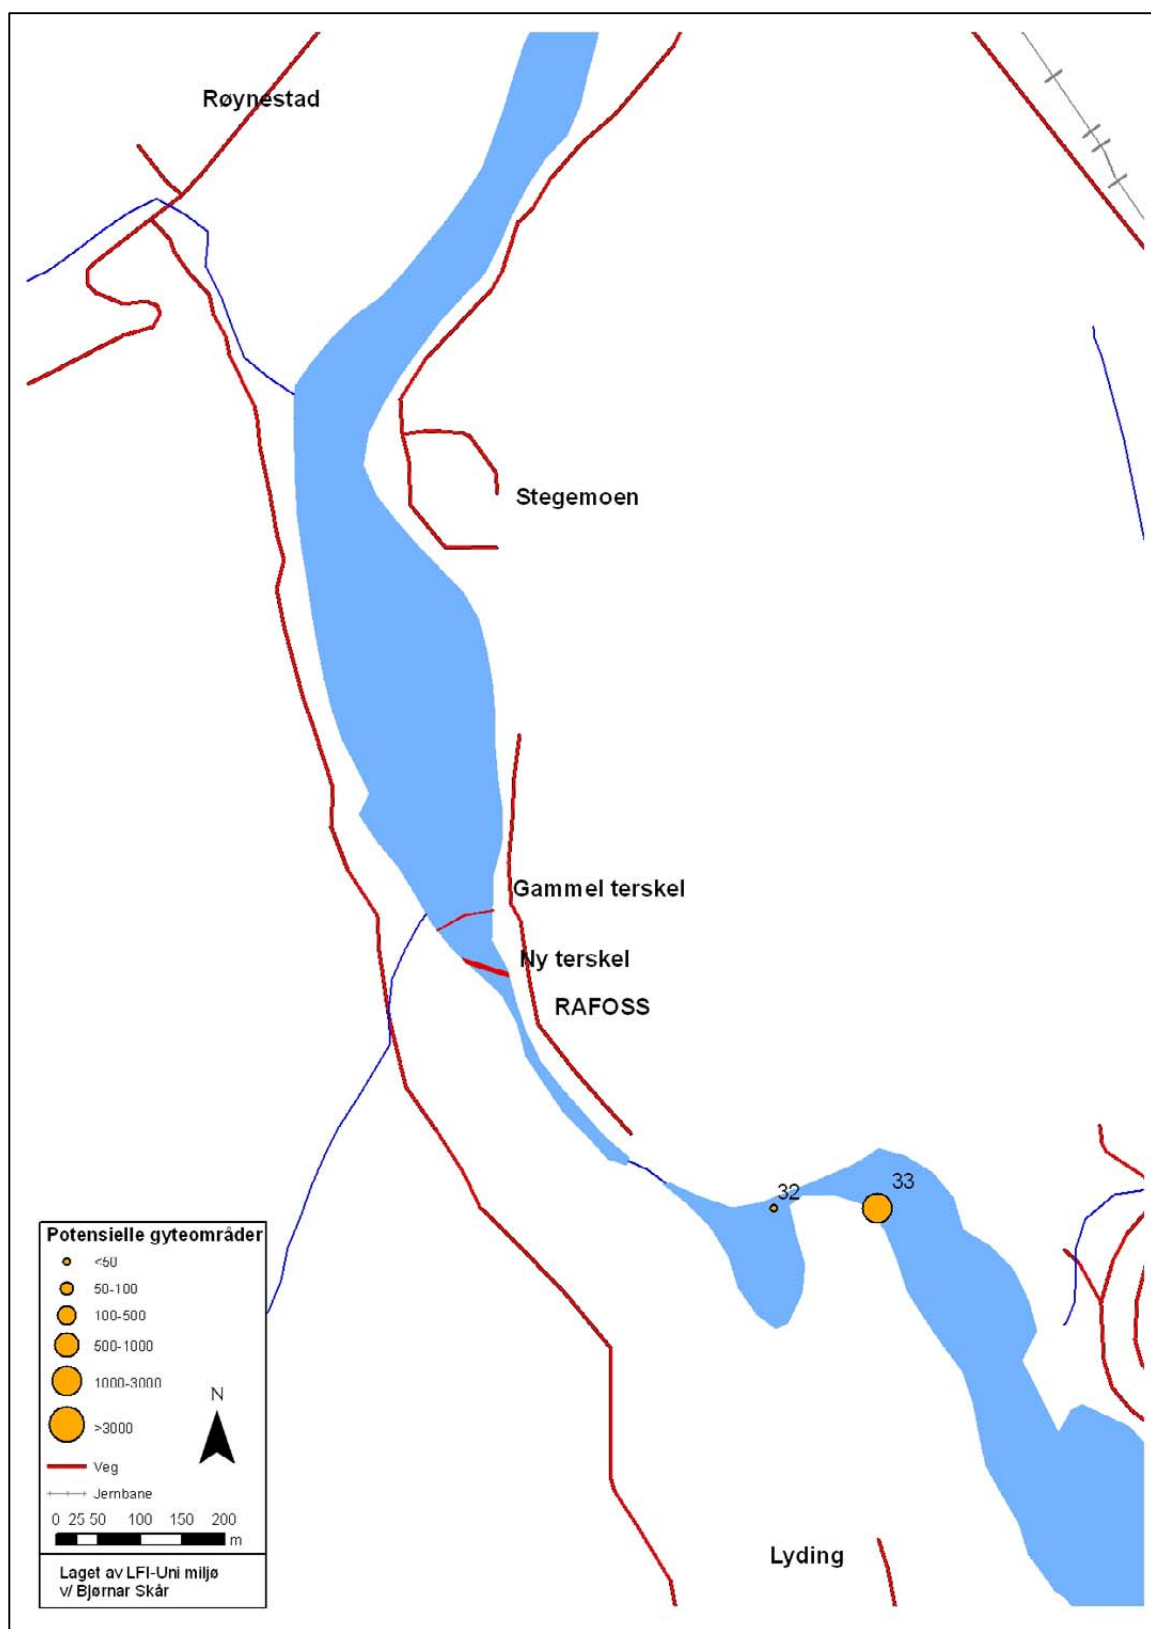 Røynestad
Stegemoen
Gammel terskel
Ny terskel
RAFOSS
32
33
Potensielle gyteområder
<50
50-100
100-500
500-1000
1000-3000
>3000
N
Veg
Jernbane
0 25 50 100 150 200
m
Laget av LFI-Uni miljø
v/ Bjørnar Skår
Lyding